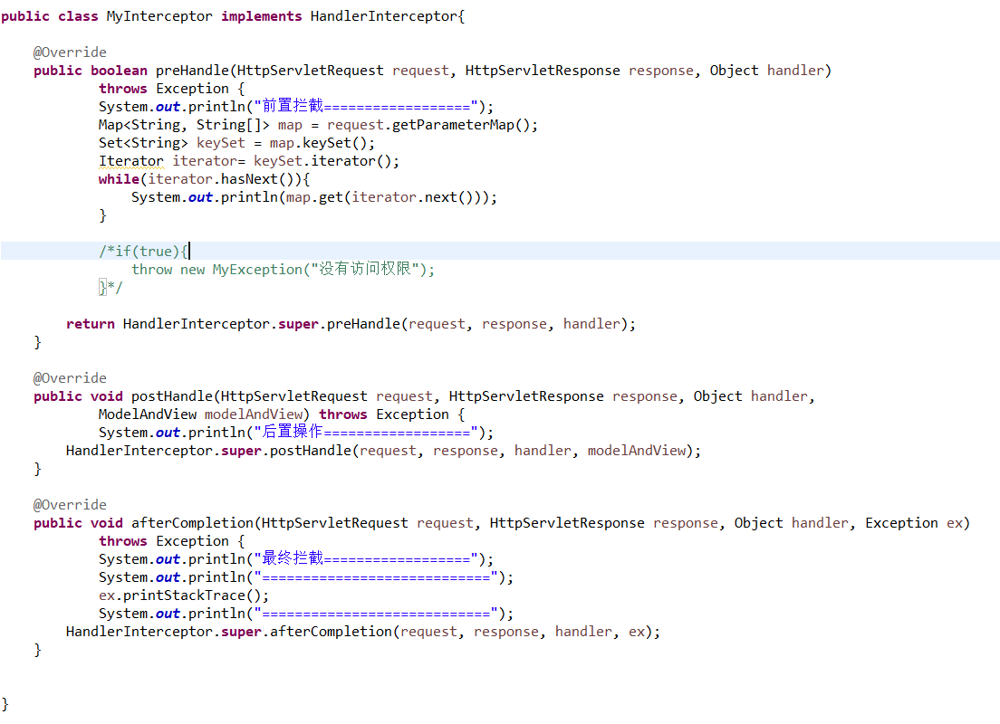 public class MyInterceptor implements HandlerInterceptor{
@Override
public boolean preHandle(HttpServletRequest request, HttpServletResponse response, Object handler)
throws Exception {
System.out.println("前置拦截==================");
Map<String, String[]> map = request.getParameterMap();
Set<String> keySet = map.keySet();
Iterator iterator= keySet.iterator();
while(iterator.hasNext()){
System.out.println(map.get(iterator.next()));
}
/*if(true){
throw new MyException("没有访问权限");
}*/
return HandlerInterceptor.super.preHandle(request, response, handler);
}
@Override
public void postHandle(HttpServletRequest request, HttpServletResponse response, Object handler,
ModelAndView modelAndView) throws Exception {
System.out.println("后置操作==================");
HandlerInterceptor.super.postHandle(request, response, handler, modelAndView);
}
@Override
public void afterCompletion(HttpServletRequest request, HttpServletResponse response, Object handler, Exception ex)
throws Exception {
System.out.println("最终拦截==================");
System.out.println("============================");
ex.printStackTrace();
System.out.println("============================");
HandlerInterceptor.super.afterCompletion(request, response, handler, ex);
}
}